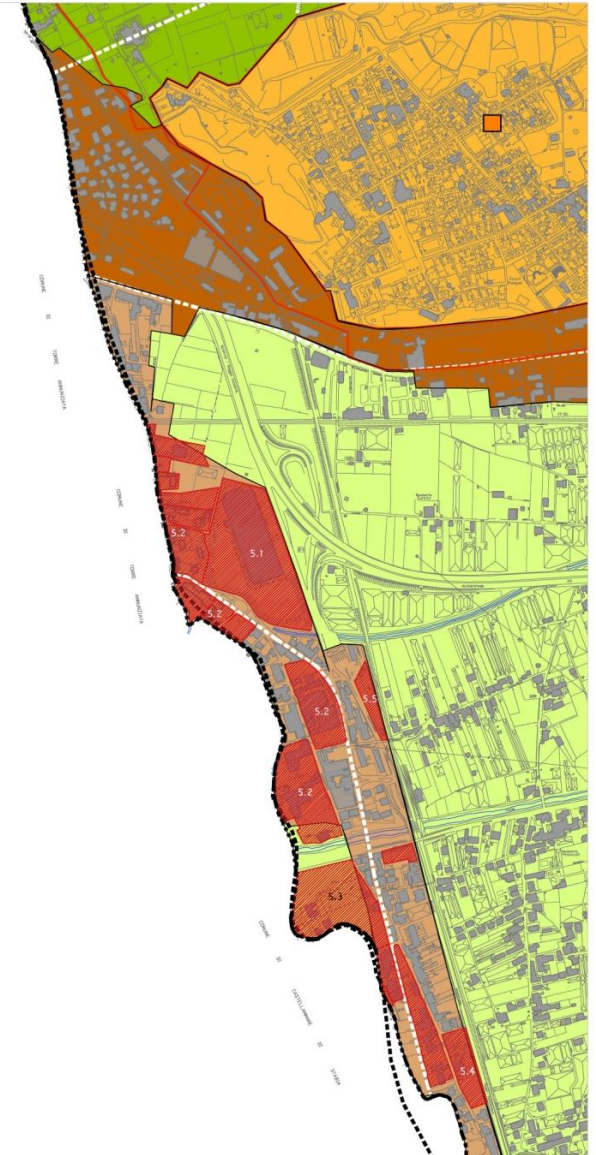 COMUNE
DI
TORRE
ANNUNZIATA
COMUNE
DI
TORRE
ANNUNZIATA
5.2
5.1
5.2
5.5
5.2
5.2
5.3
5.4
COMUNE
DI
CASTELLAMMARE
DI
STABIA